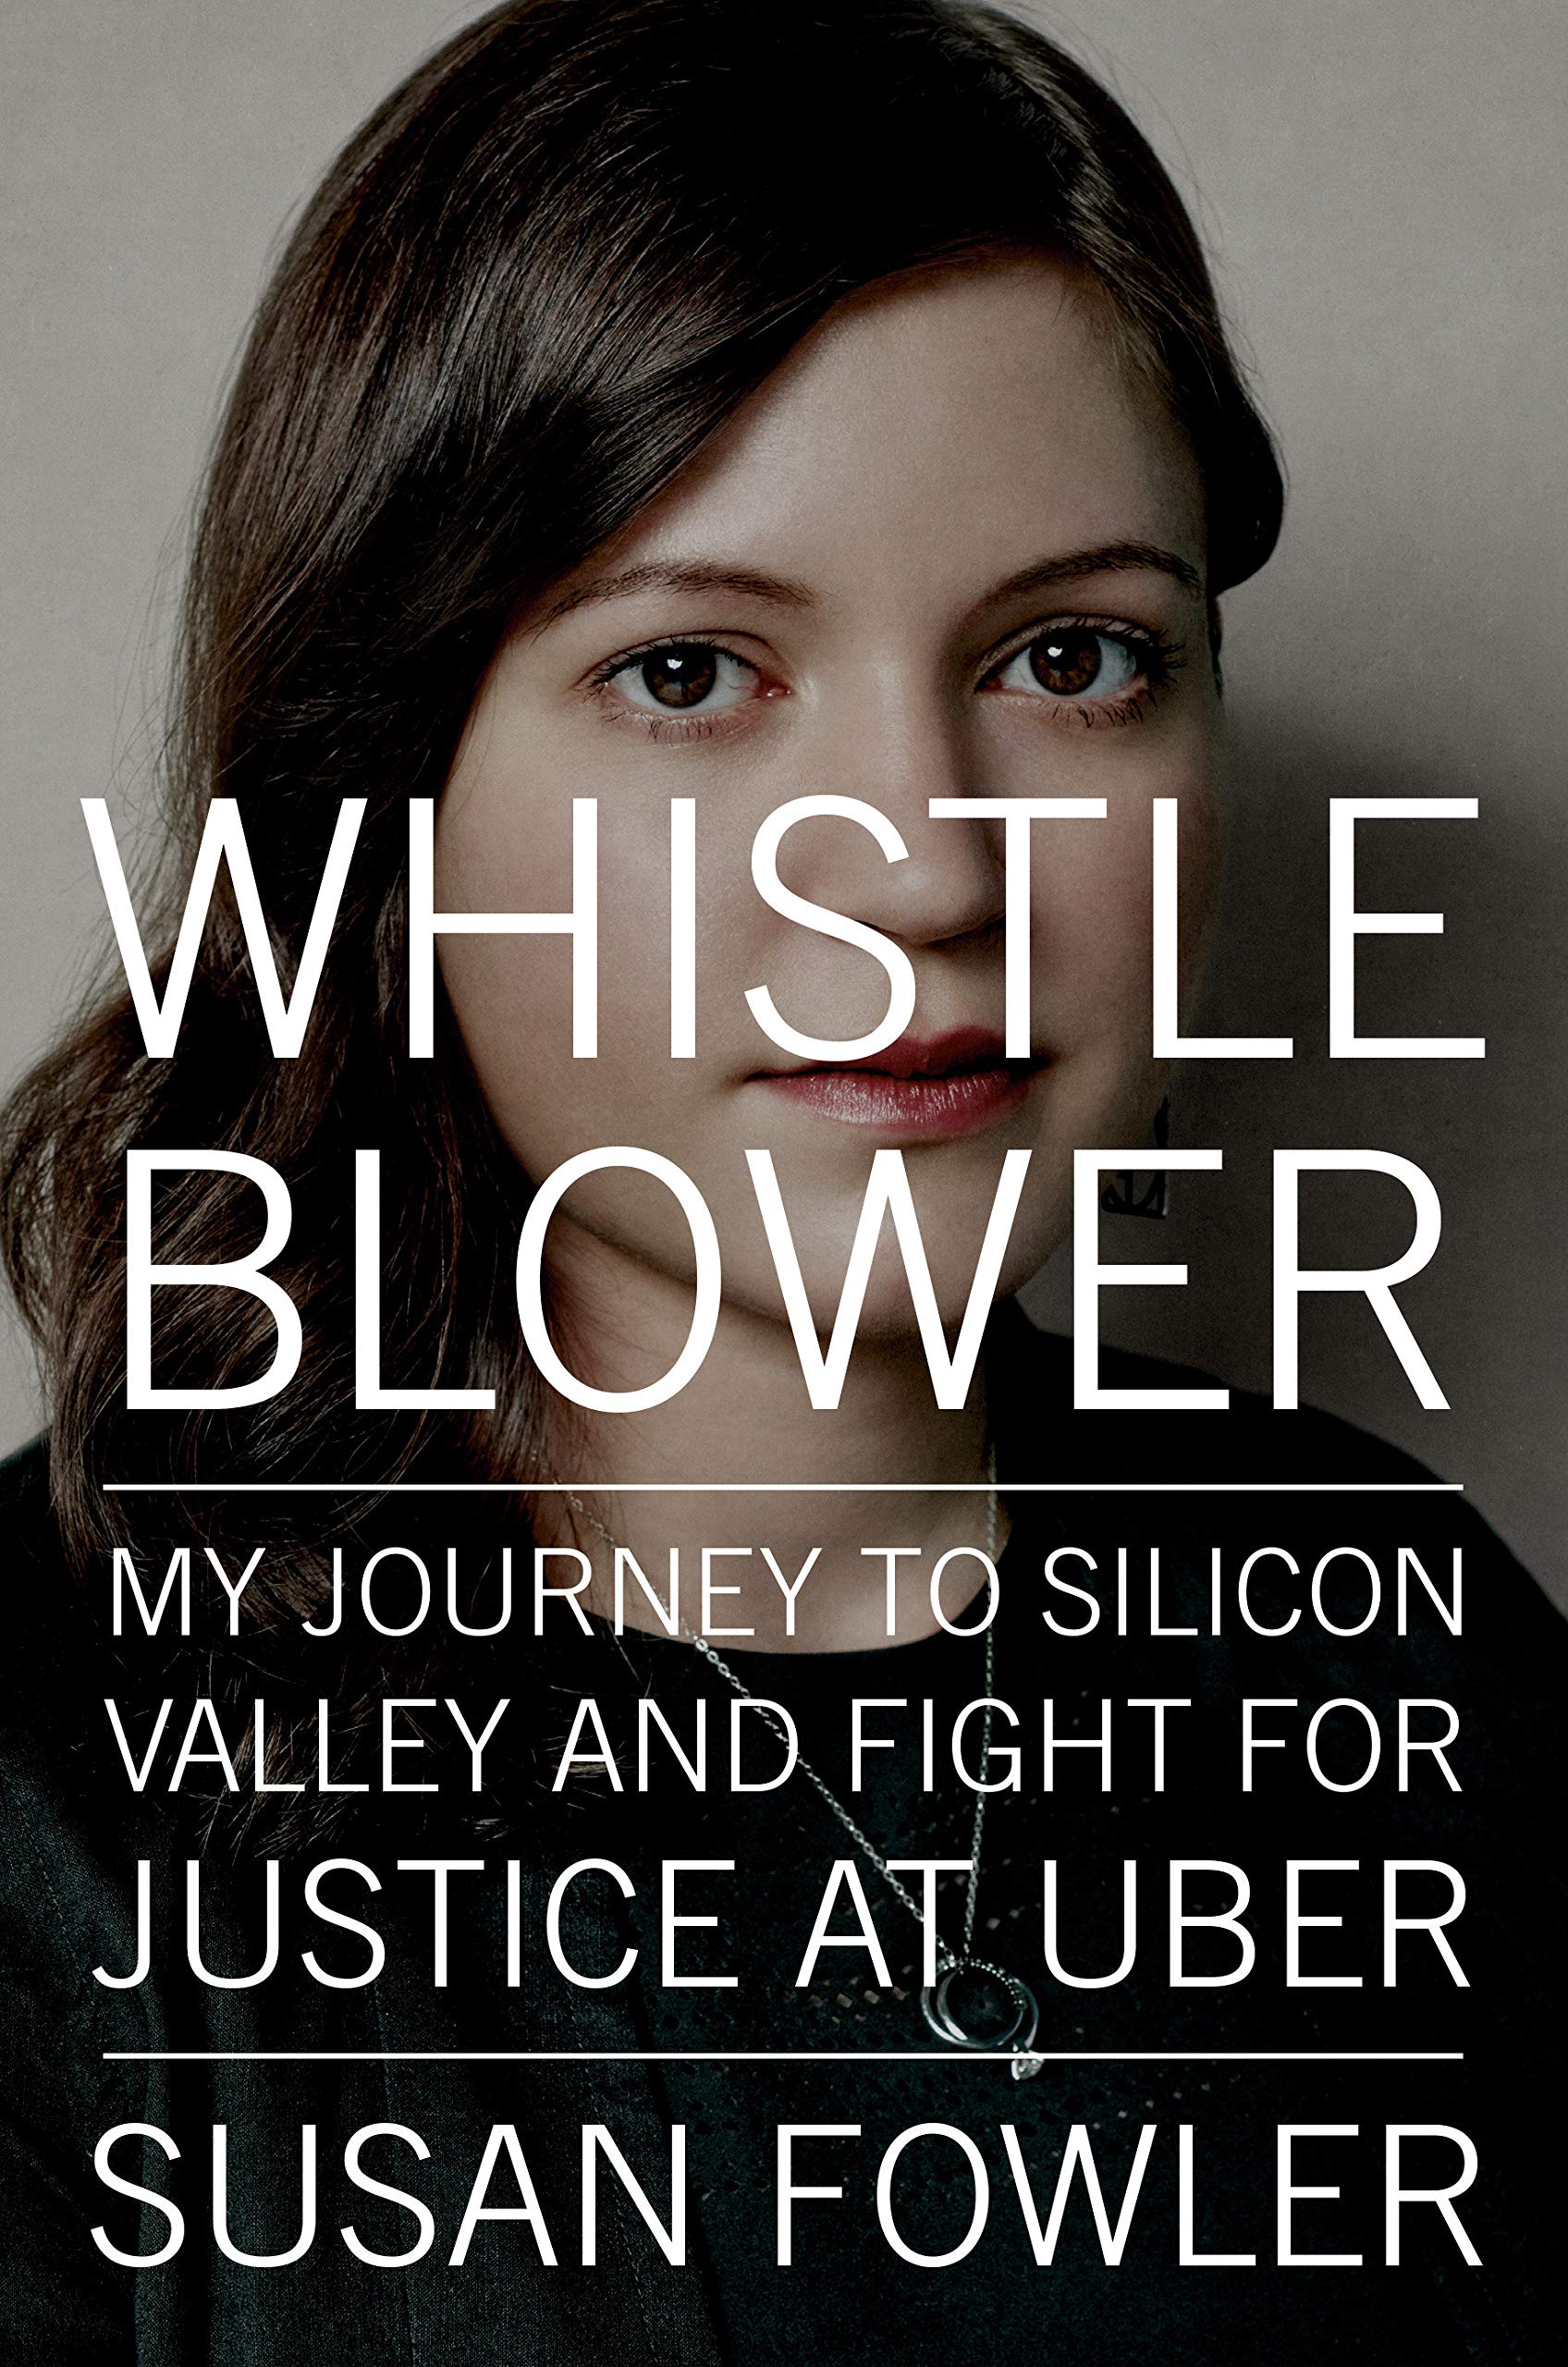 WHISTLE
BLOWER
MY JOURNEY TO SILICON
VALLEY AND FIGHT FOR
JUSTICE AT UBER
SUSAN FOWLER